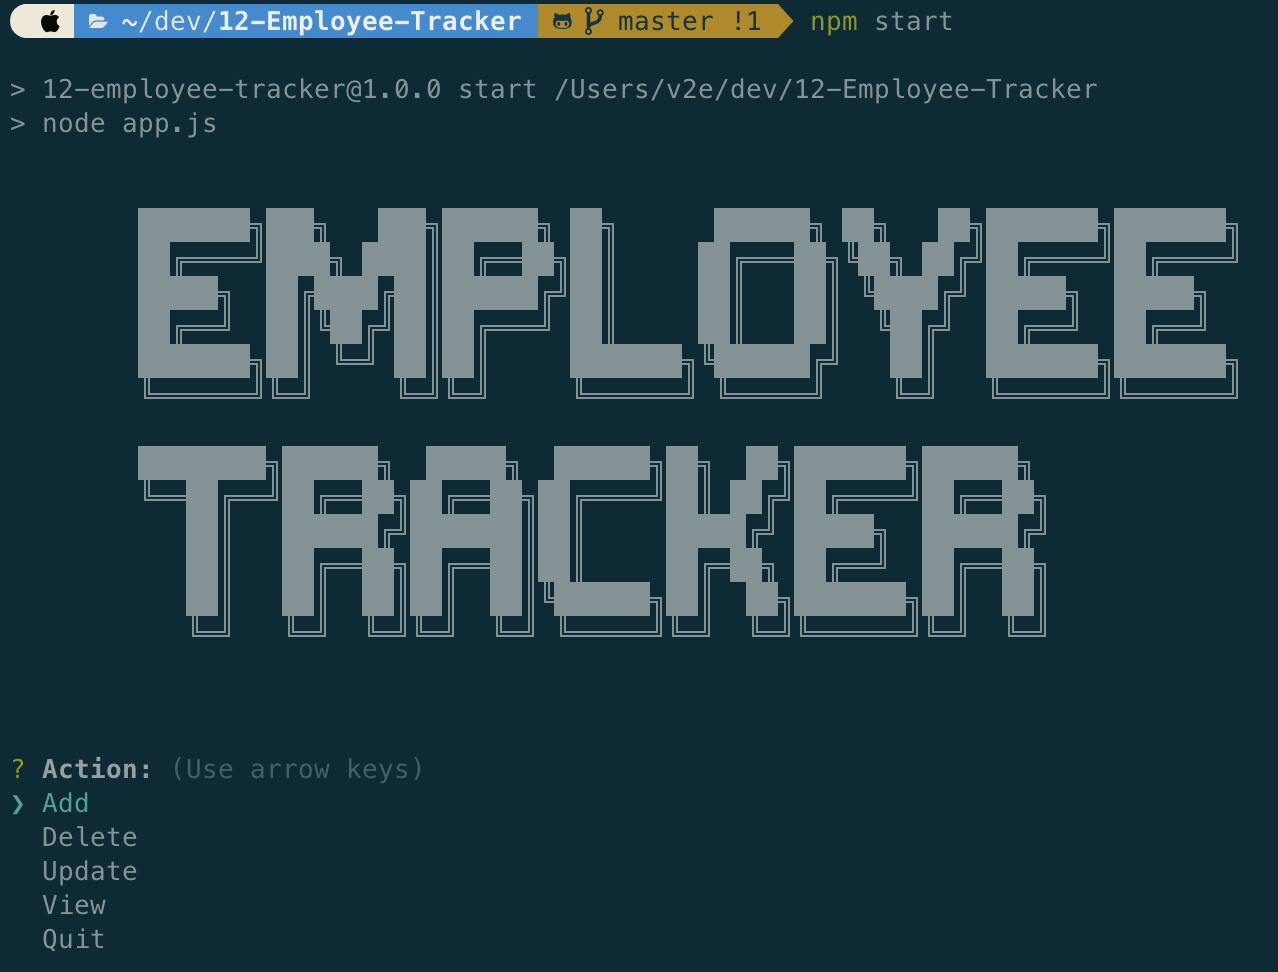 ~/dev/12-Employee-Tracker master !1 npm start
> 12-employee-tracker@1.0.0 start /Users/v2e/dev/12-Employee-Tracker
> node app.js
EMPLOYEE
TRACKER
? Action: (Use arrow keys)
❯ Add
Delete
Update
View
Quit